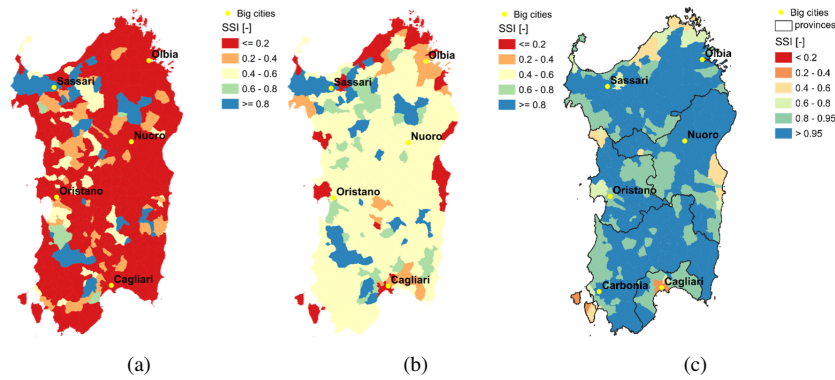 Big cities
SSI [-]
<= 0.2
0.2 - 0.4
0.4 - 0.6
0.6 - 0.8
>= 0.8
Olbia
Sassari
Nuoro
Oristano
Cagliari
(a)
Big cities
SSI [-]
<= 0.2
0.2 - 0.4
0.4 - 0.6
0.6 - 0.8
>= 0.8
Olbia
Sassari
Nuoro
Oristano
Cagliari
(b)
Big cities
provinces
SSI [-]
< 0.2
0.2 - 0.4
0.4 - 0.6
0.6 - 0.8
0.8 - 0.95
> 0.95
Olbia
Sassari
Nuoro
Oristano
Carbonia
Cagliari
(c)